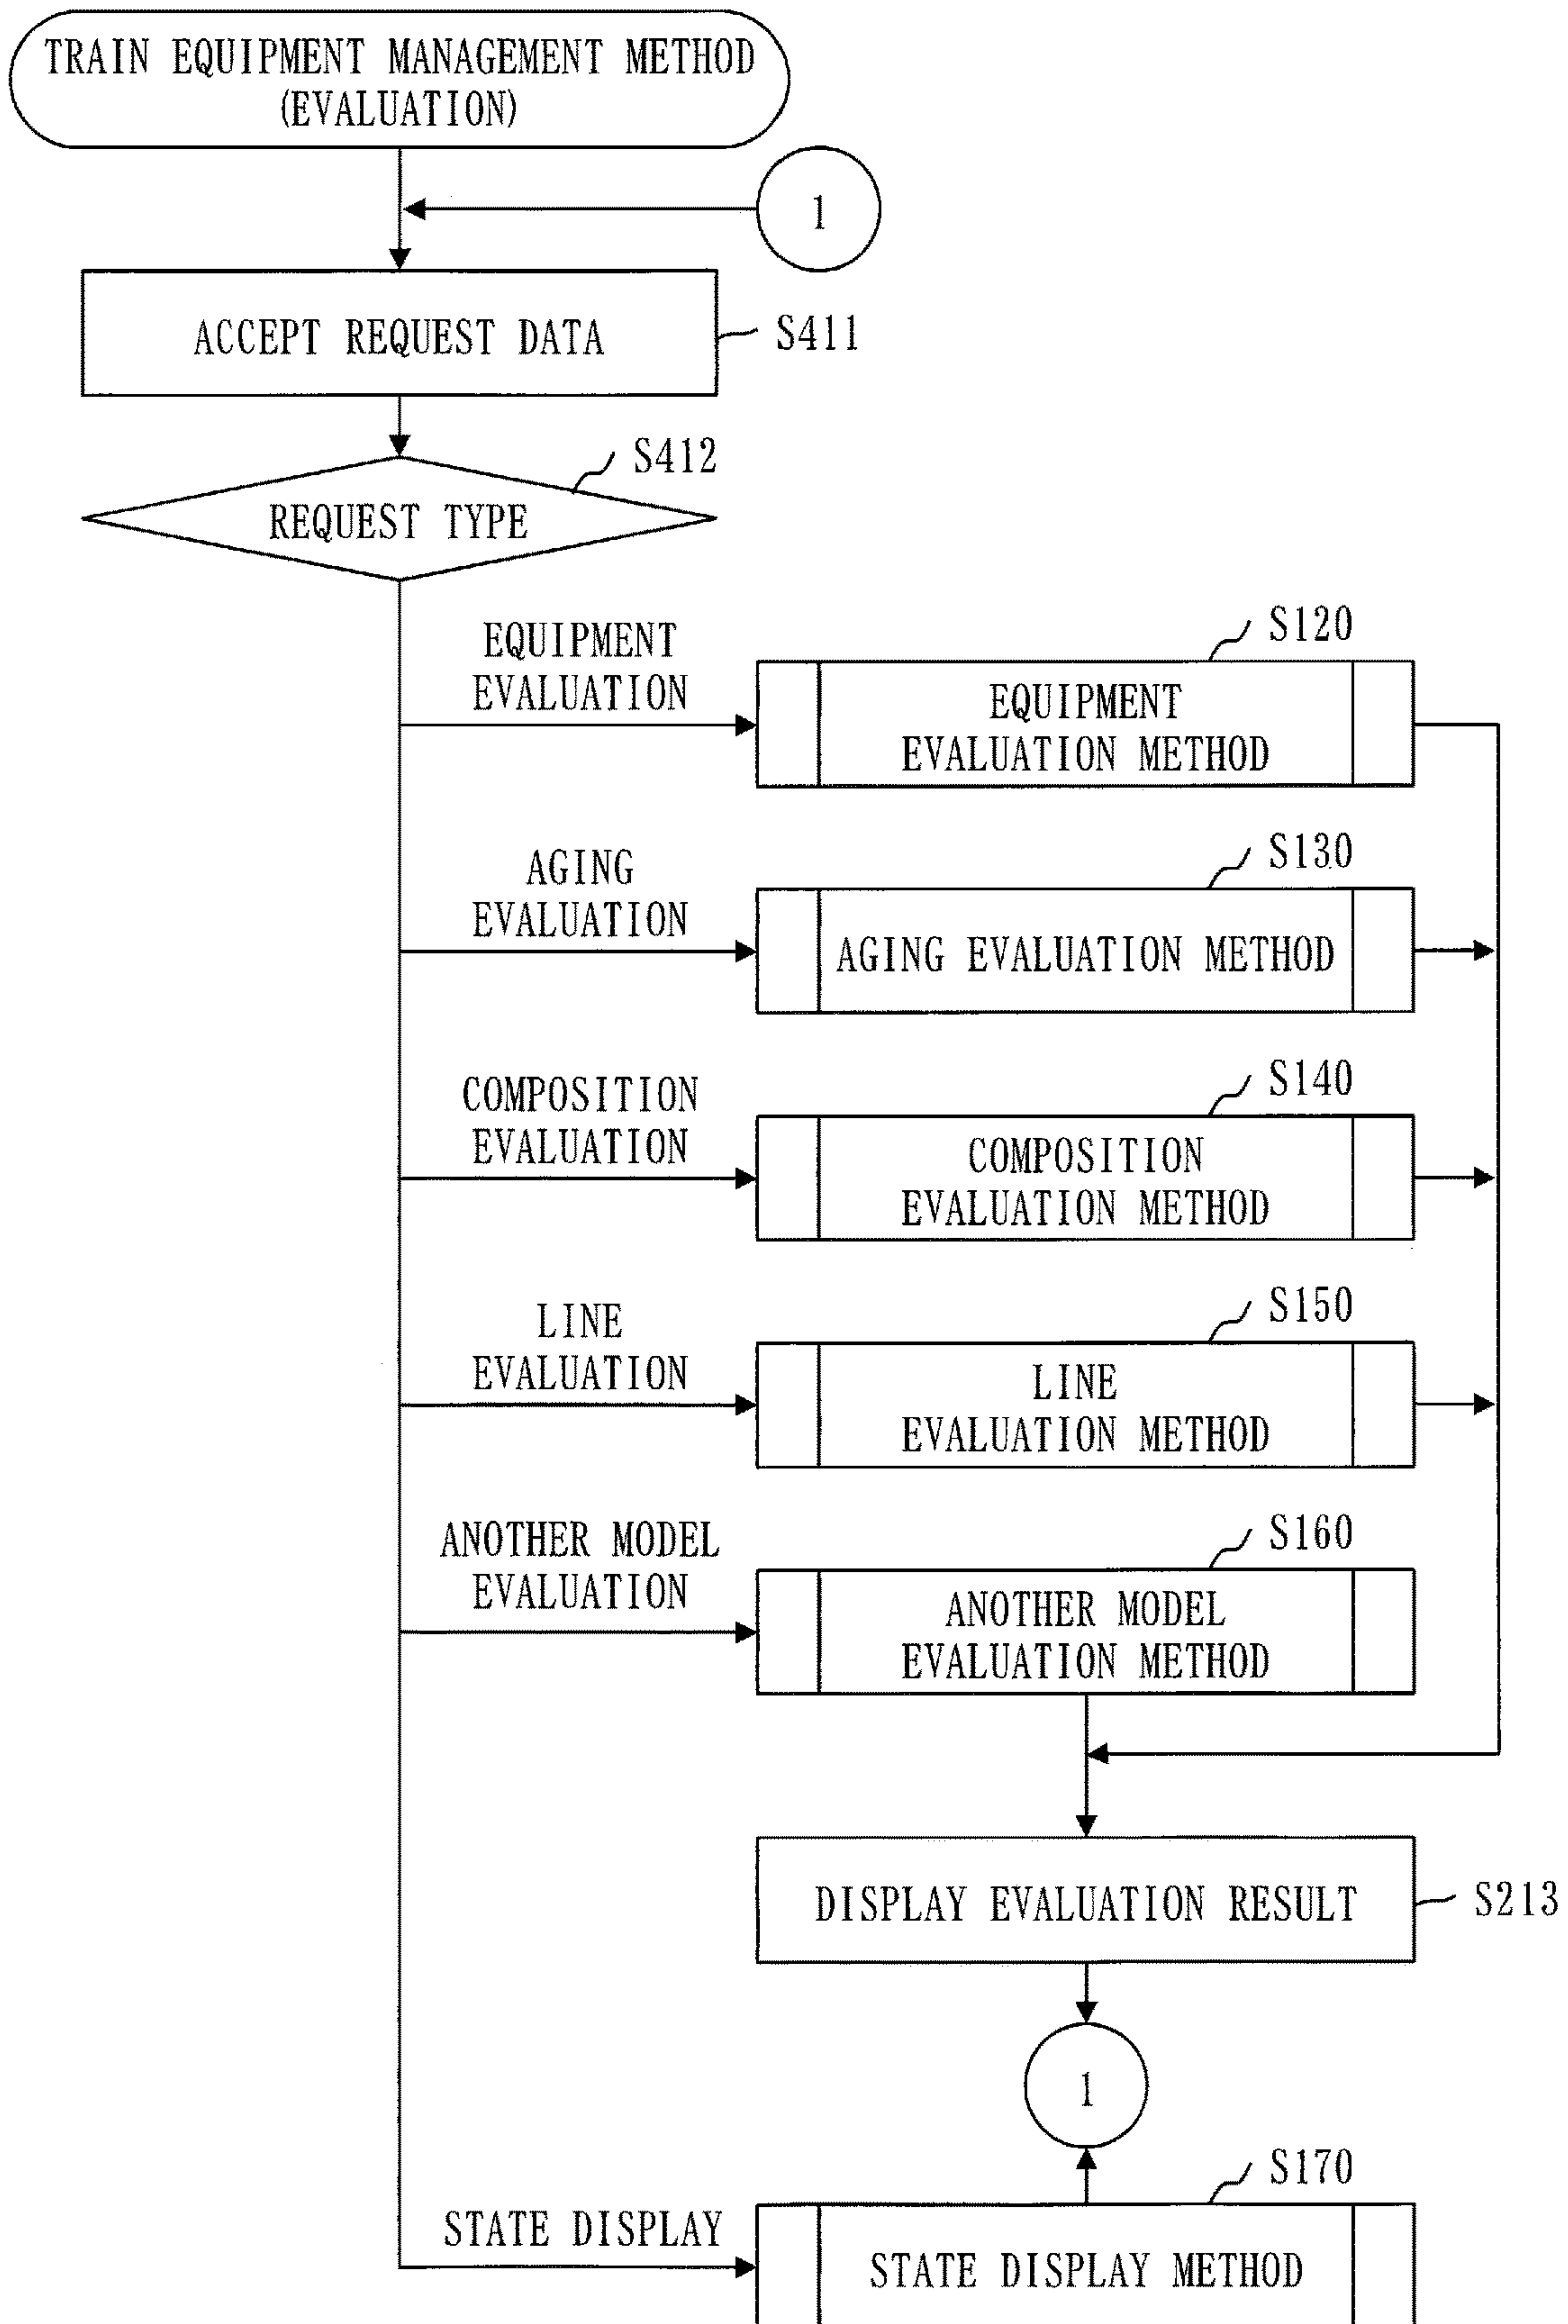 TRAIN EQUIPMENT MANAGEMENT METHOD
(EVALUATION)
1
ACCEPT REQUEST DATA
S411
S412
REQUEST TYPE
EQUIPMENT
EVALUATION
S120
EQUIPMENT
EVALUATION METHOD
AGING
EVALUATION
S130
AGING EVALUATION METHOD
COMPOSITION
EVALUATION
S140
COMPOSITION
EVALUATION METHOD
LINE
EVALUATION
S150
LINE
EVALUATION METHOD
ANOTHER MODEL
EVALUATION
S160
ANOTHER MODEL
EVALUATION METHOD
DISPLAY EVALUATION RESULT
S213
1
S170
STATE DISPLAY
STATE DISPLAY METHOD